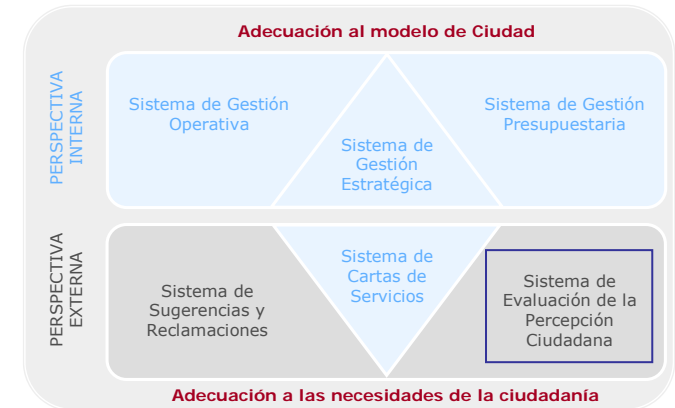 Adecuación al modelo de Ciudad
PERSPECTIVA
INTERNA
Sistema de Gestión
Operativa
Sistema de
Gestión
Estratégica
Sistema de Gestión
Presupuestaria
PERSPECTIVA
EXTERNA
Sistema de
Sugerencias y
Reclamaciones
Sistema de
Cartas de
Servicios
Sistema de
Evaluación de la
Percepción
Ciudadana
Adecuación a las necesidades de la ciudadanía